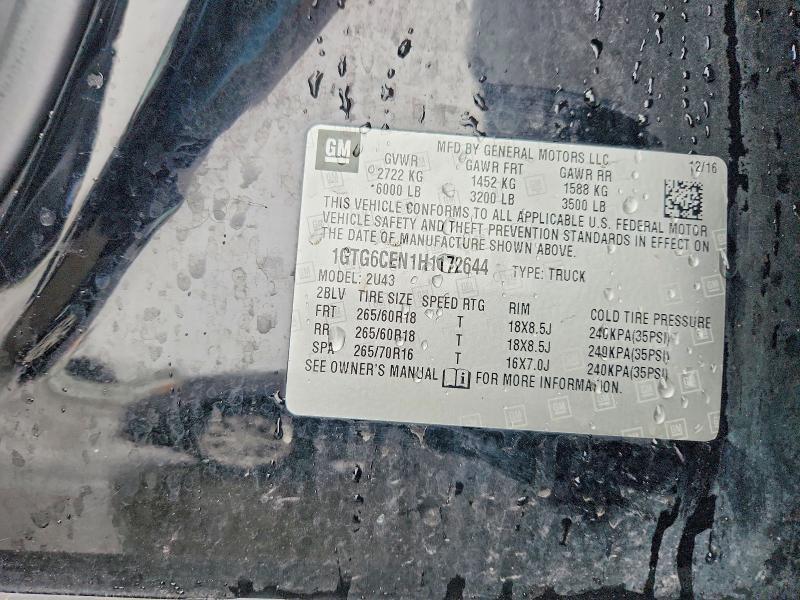 GM
MFD BY GENERAL MOTORS LLC
12/16
GVWR GAWR FRT GAWR RR
2722 KG 1452 KG 1588 KG
6000 LB 3200 LB 3500 LB
THIS VEHICLE CONFORMS TO ALL APPLICABLE U.S. FEDERAL MOTOR
VEHICLE SAFETY AND THEFT PREVENTION STANDARDS IN EFFECT ON
THE DATE OF MANUFACTURE SHOWN ABOVE.
1GTG6CEN1H1172644 TYPE: TRUCK
MODEL: 2U43
2BLV TIRE SIZE SPEED RTG RIM COLD TIRE PRESSURE
FRT 265/60R18 T 18X8.5J 240KPA(35PSI)
RR 265/60R18 T 18X8.5J 240KPA(35PSI)
SPA 265/70R16 T 16X7.0J 240KPA(35PSI)
SEE OWNER'S MANUAL FOR MORE INFORMATION.